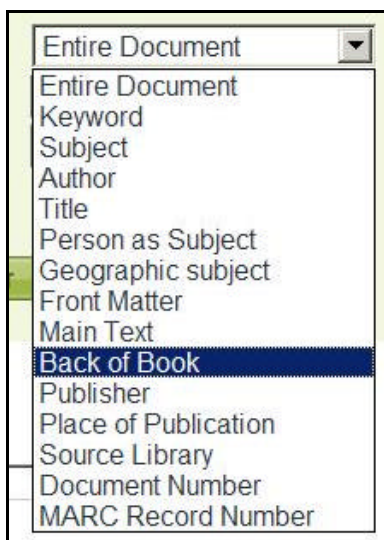 Entire Document
Entire Document
Keyword
Subject
Author
Title
Person as Subject
Geographic subject
Front Matter
Main Text
Back of Book
Publisher
Place of Publication
Source Library
Document Number
MARC Record Number